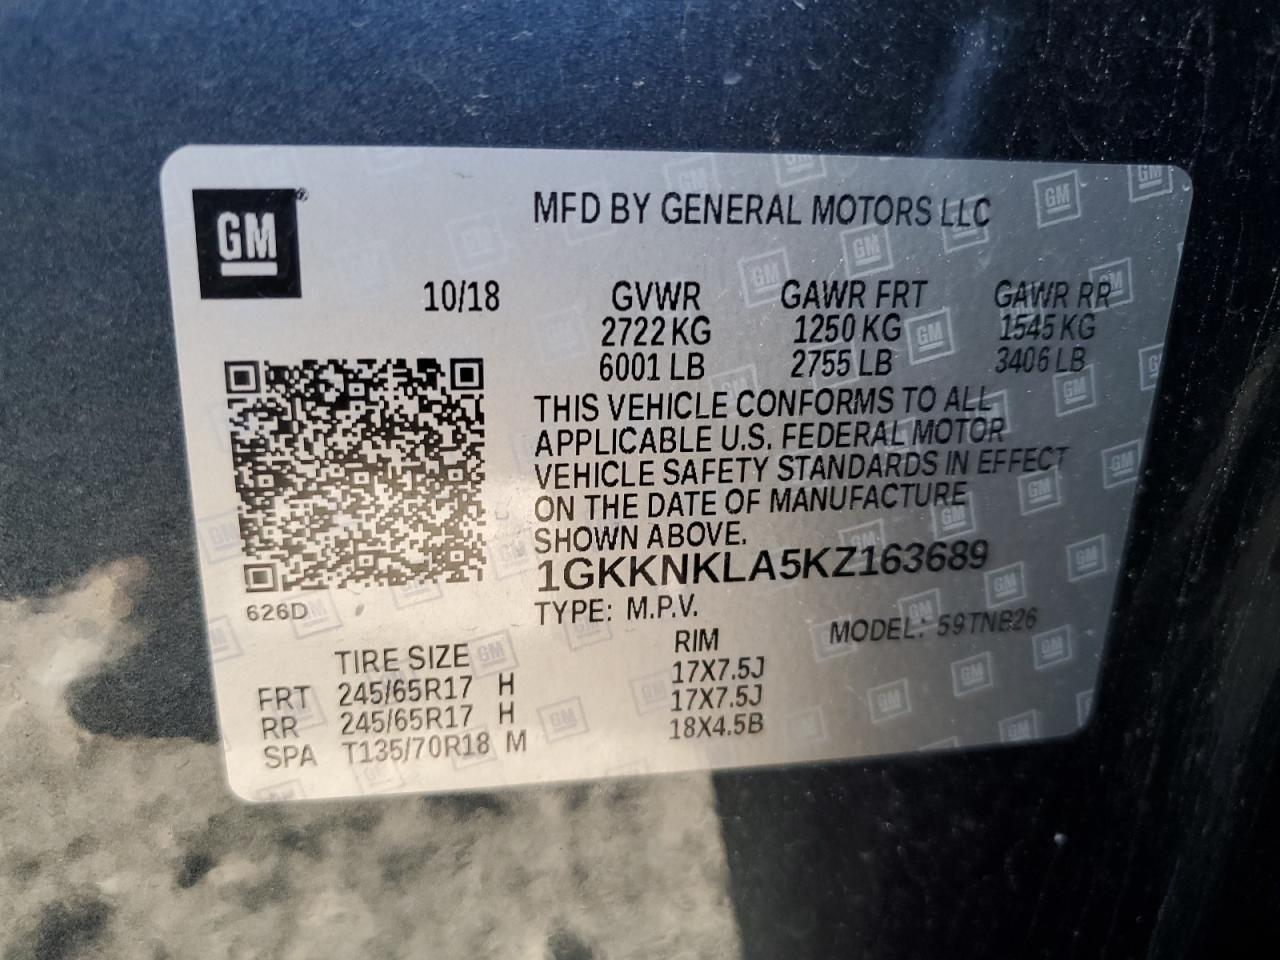 GM
MFD BY GENERAL MOTORS LLC
10/18 GVWR GAWR FRT GAWR RR
2722 KG 1250 KG 1545 KG
6001 LB 2755 LB 3406 LB
THIS VEHICLE CONFORMS TO ALL
APPLICABLE U.S. FEDERAL MOTOR
VEHICLE SAFETY STANDARDS IN EFFECT
ON THE DATE OF MANUFACTURE
SHOWN ABOVE.
1GKKNKLA5KZ163689
626D
TYPE: M.P.V. MODEL: 59TNB26
TIRE SIZE RIM
FRT 245/65R17 H 17X7.5J
RR 245/65R17 H 17X7.5J
SPA T135/70R18 M 18X4.5B